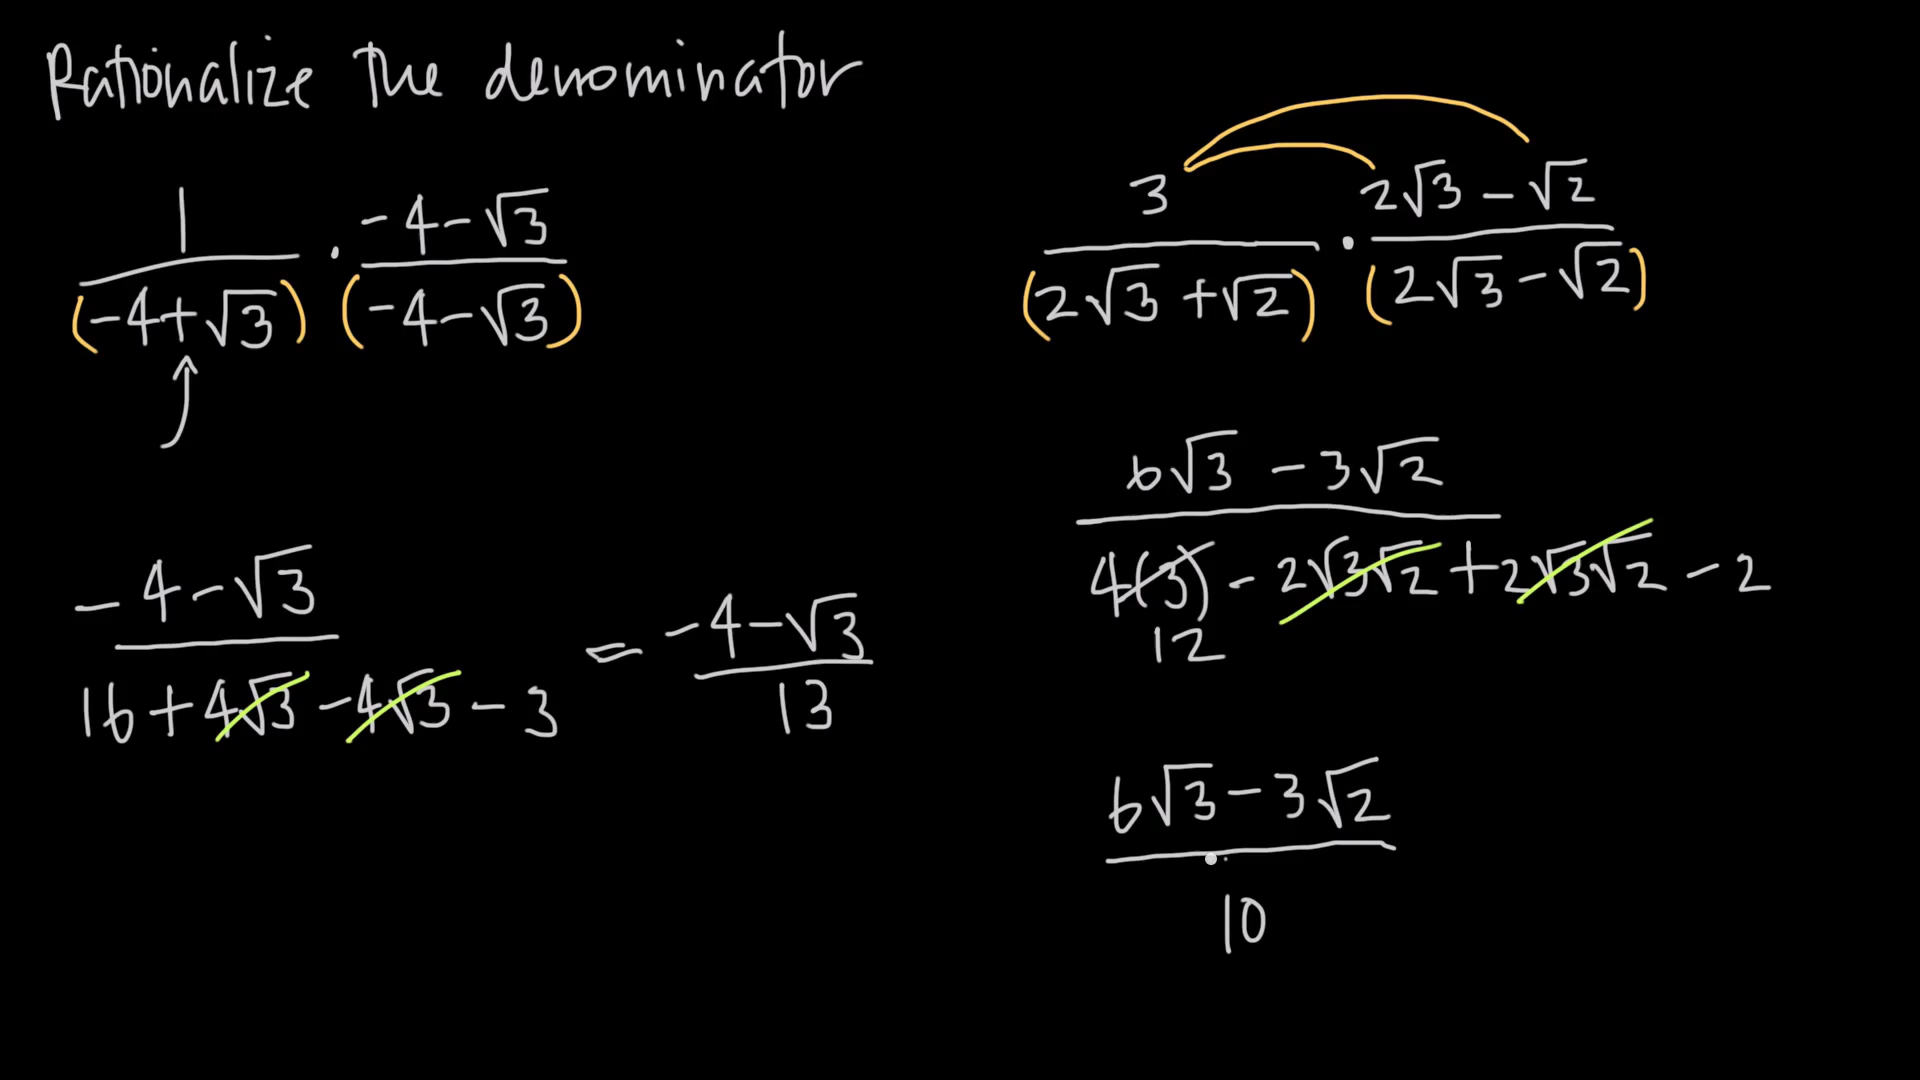 Rationalize the denominator
1 / (-4+√3) · -4-√3 / (-4-√3)
-4-√3 / 16+4√3-4√3-3 = -4-√3 / 13
3 / (2√3+√2) · 2√3-√2 / (2√3-√2)
6√3-3√2 / 4(3)-2√3√2+2√3√2-2
12
6√3-3√2 / 10